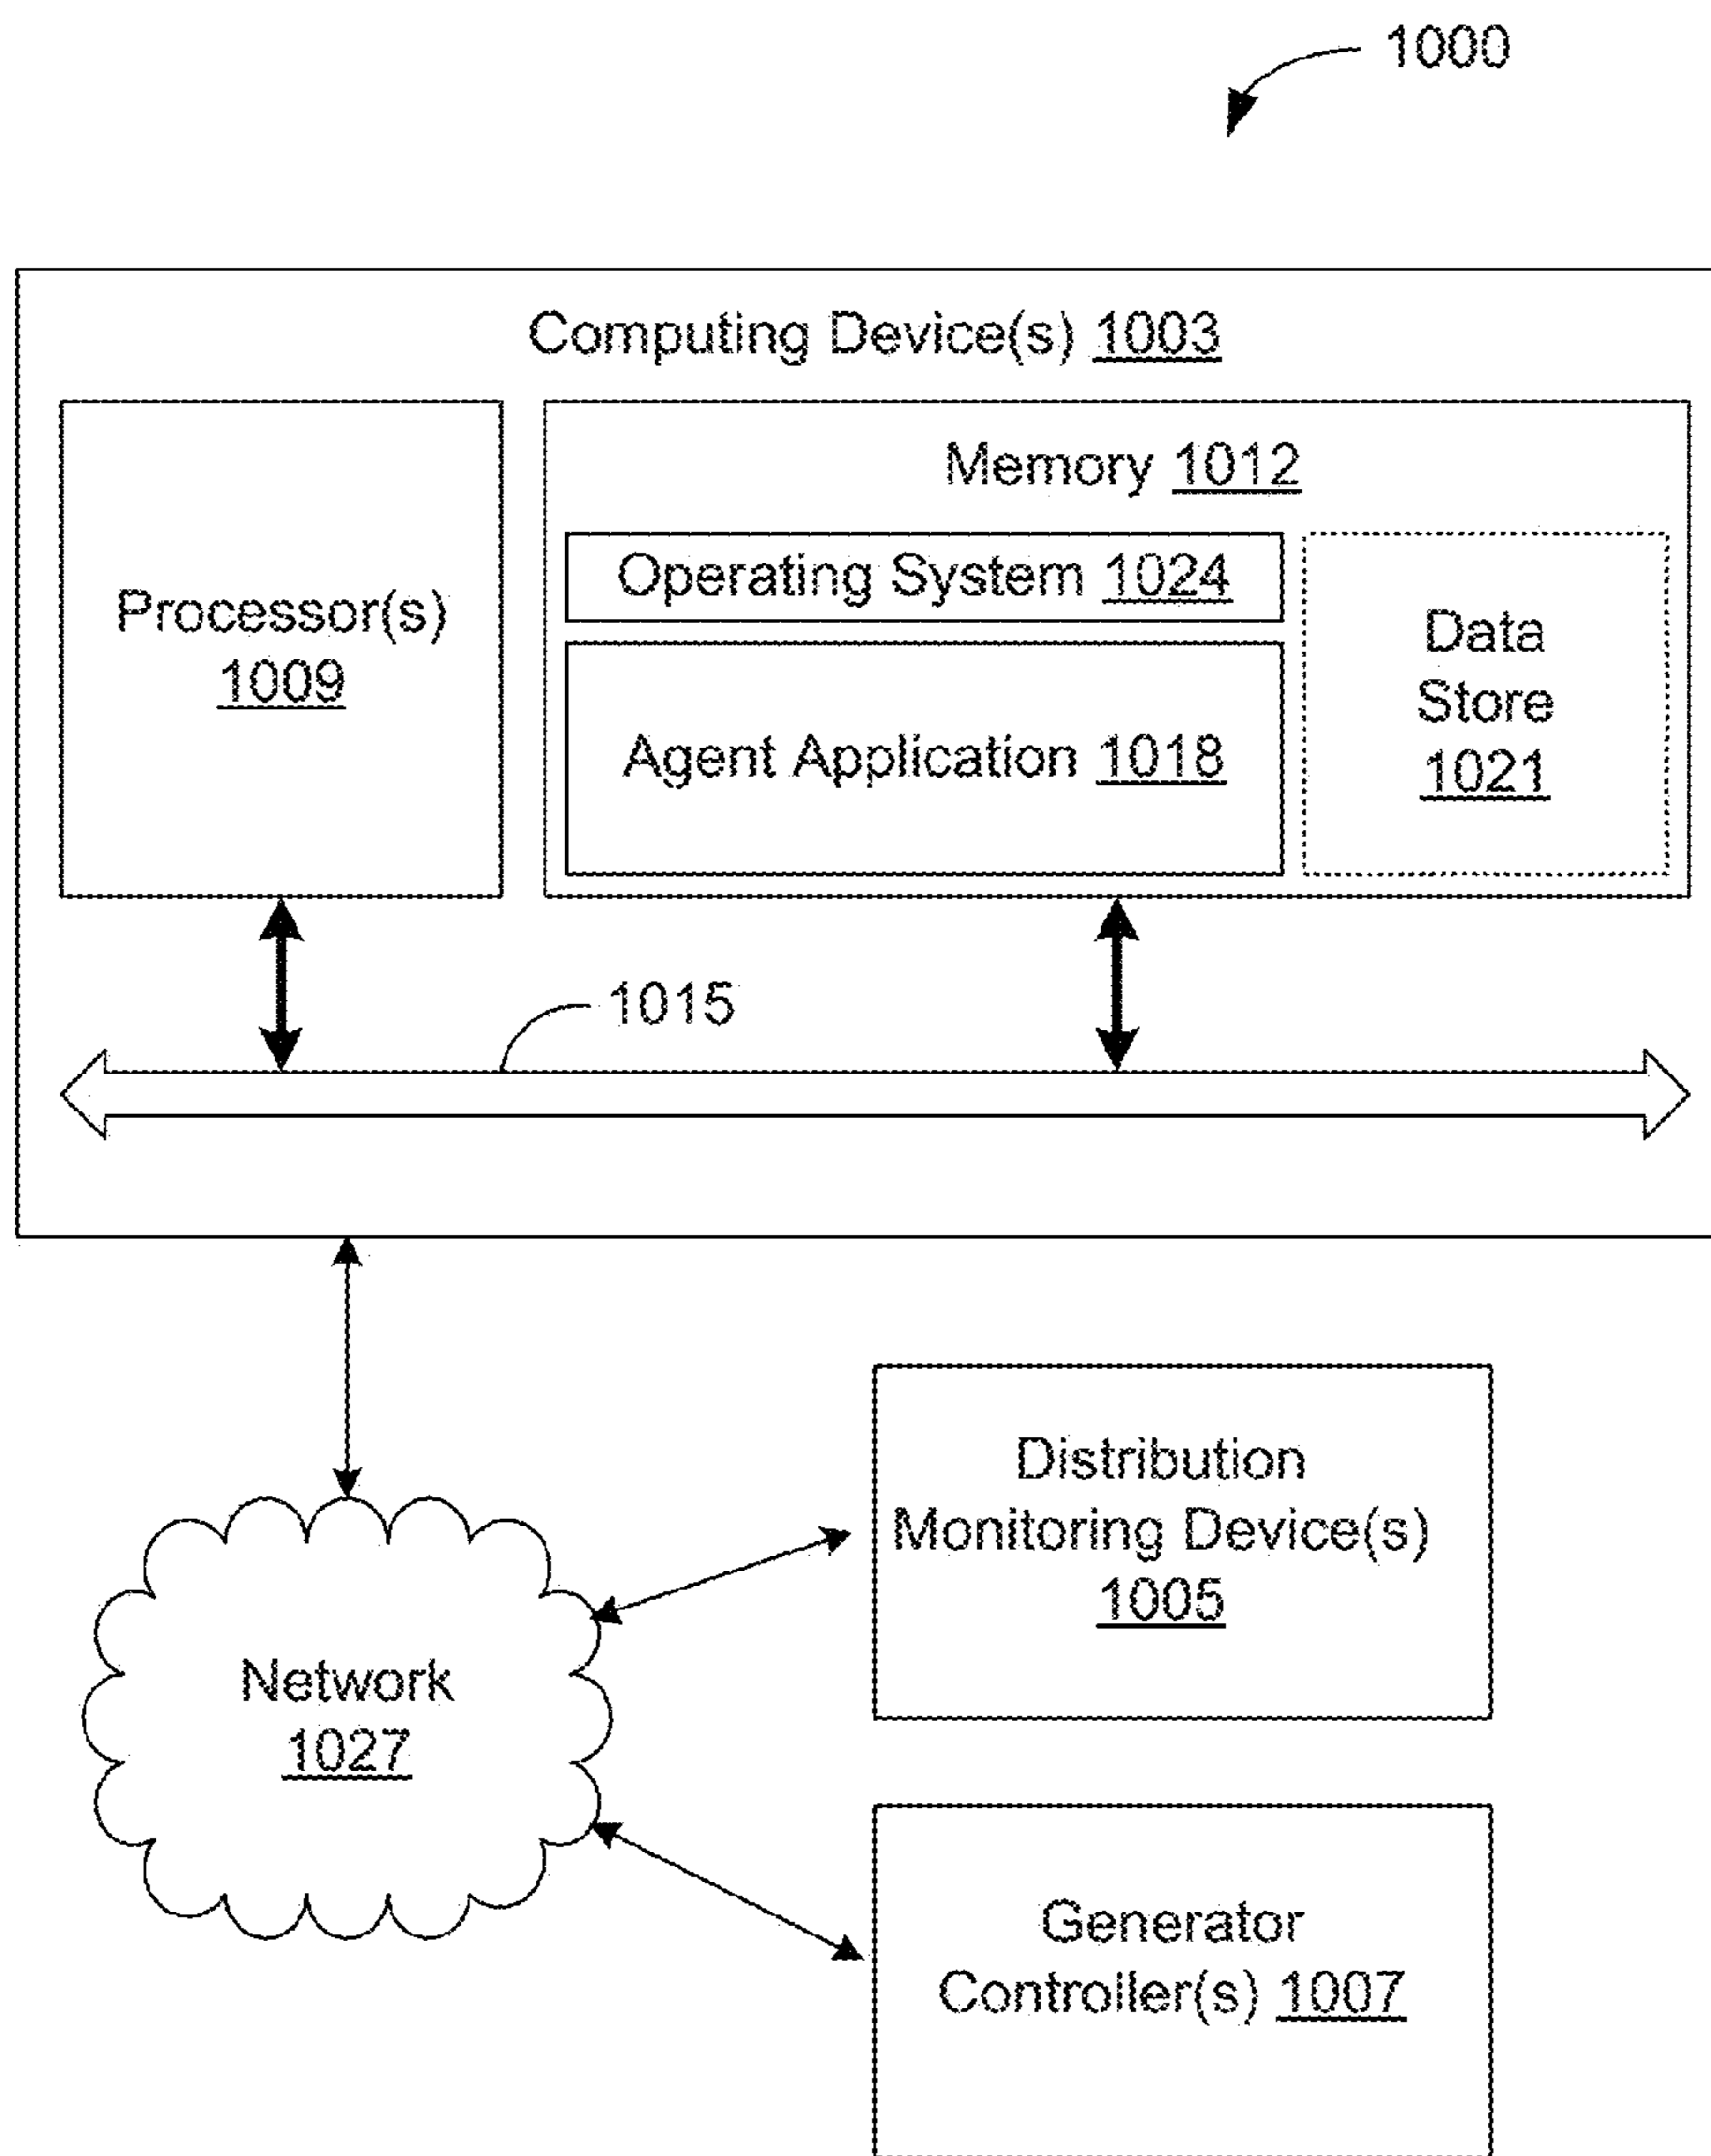 1000
Computing Device(s) 1003
Memory 1012
Processor(s)
1009
Operating System 1024
Agent Application 1018
Data
Store
1021
1015
Distribution
Monitoring Device(s)
1005
Network
1027
Generator
Controller(s) 1007